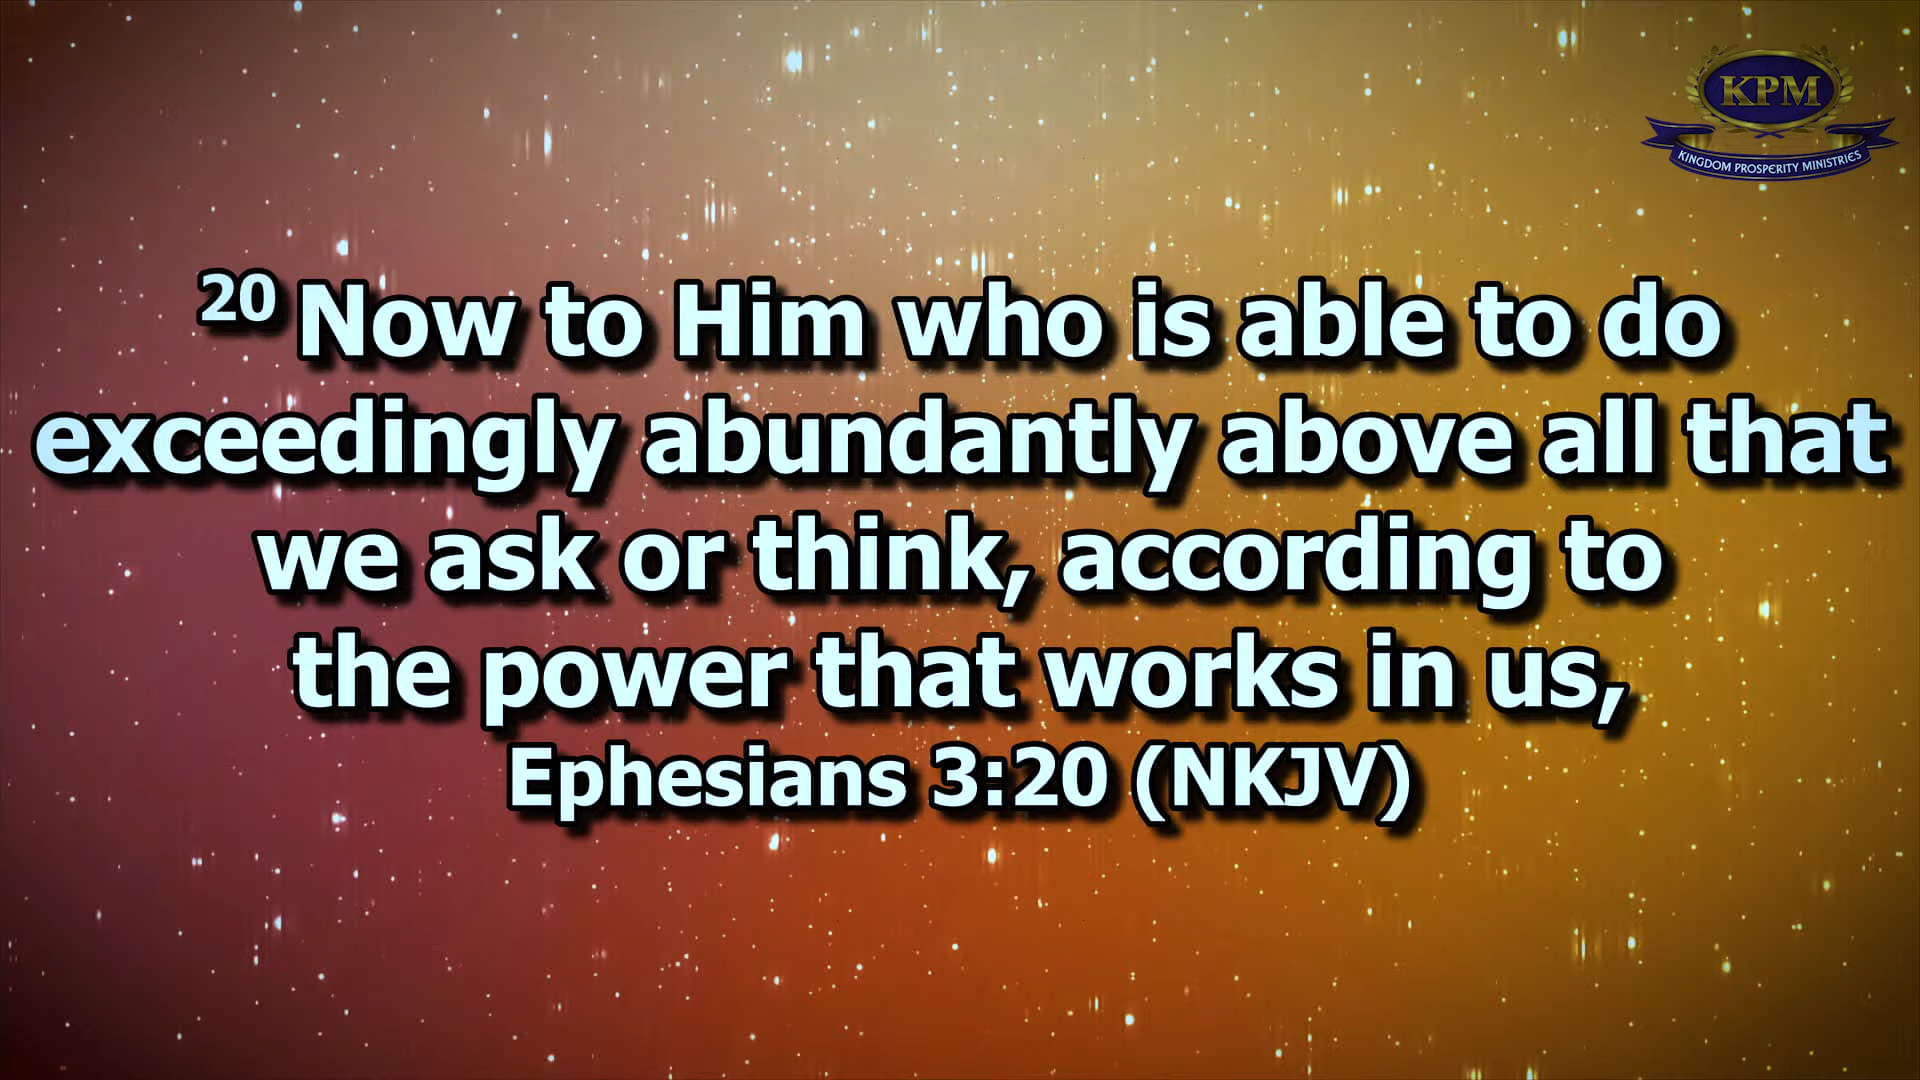 KPM
KINGDOM PROSPERITY MINISTRIES
20 Now to Him who is able to do
exceedingly abundantly above all that
we ask or think, according to
the power that works in us,
Ephesians 3:20 (NKJV)